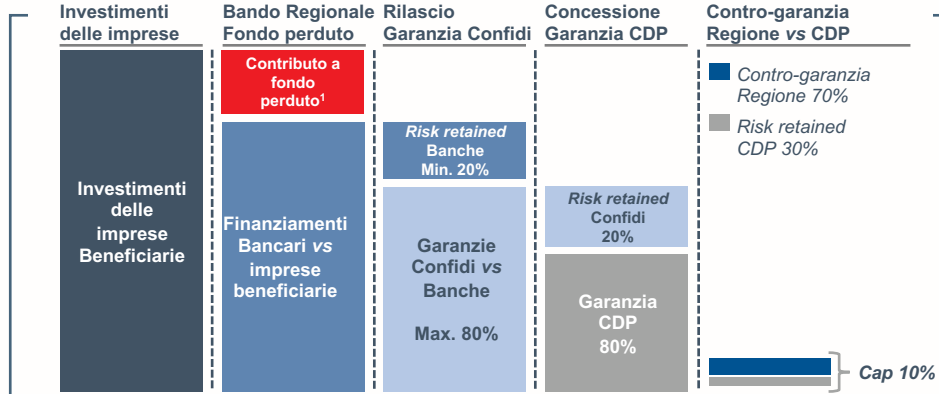 Investimenti
delle imprese
Bando Regionale
Fondo perduto
Rilascio
Garanzia Confidi
Concessione
Garanzia CDP
Contro-garanzia
Regione vs CDP
Investimenti
delle
imprese
Beneficiarie
Contributo a
fondo
perduto¹
Finanziamenti
Bancari vs
imprese
beneficiarie
Risk retained
Banche
Min. 20%
Garanzie
Confidi vs
Banche
Max. 80%
Risk retained
Confidi
20%
Garanzia
CDP
80%
Contro-garanzia
Regione 70%
Risk retained
CDP 30%
Cap 10%